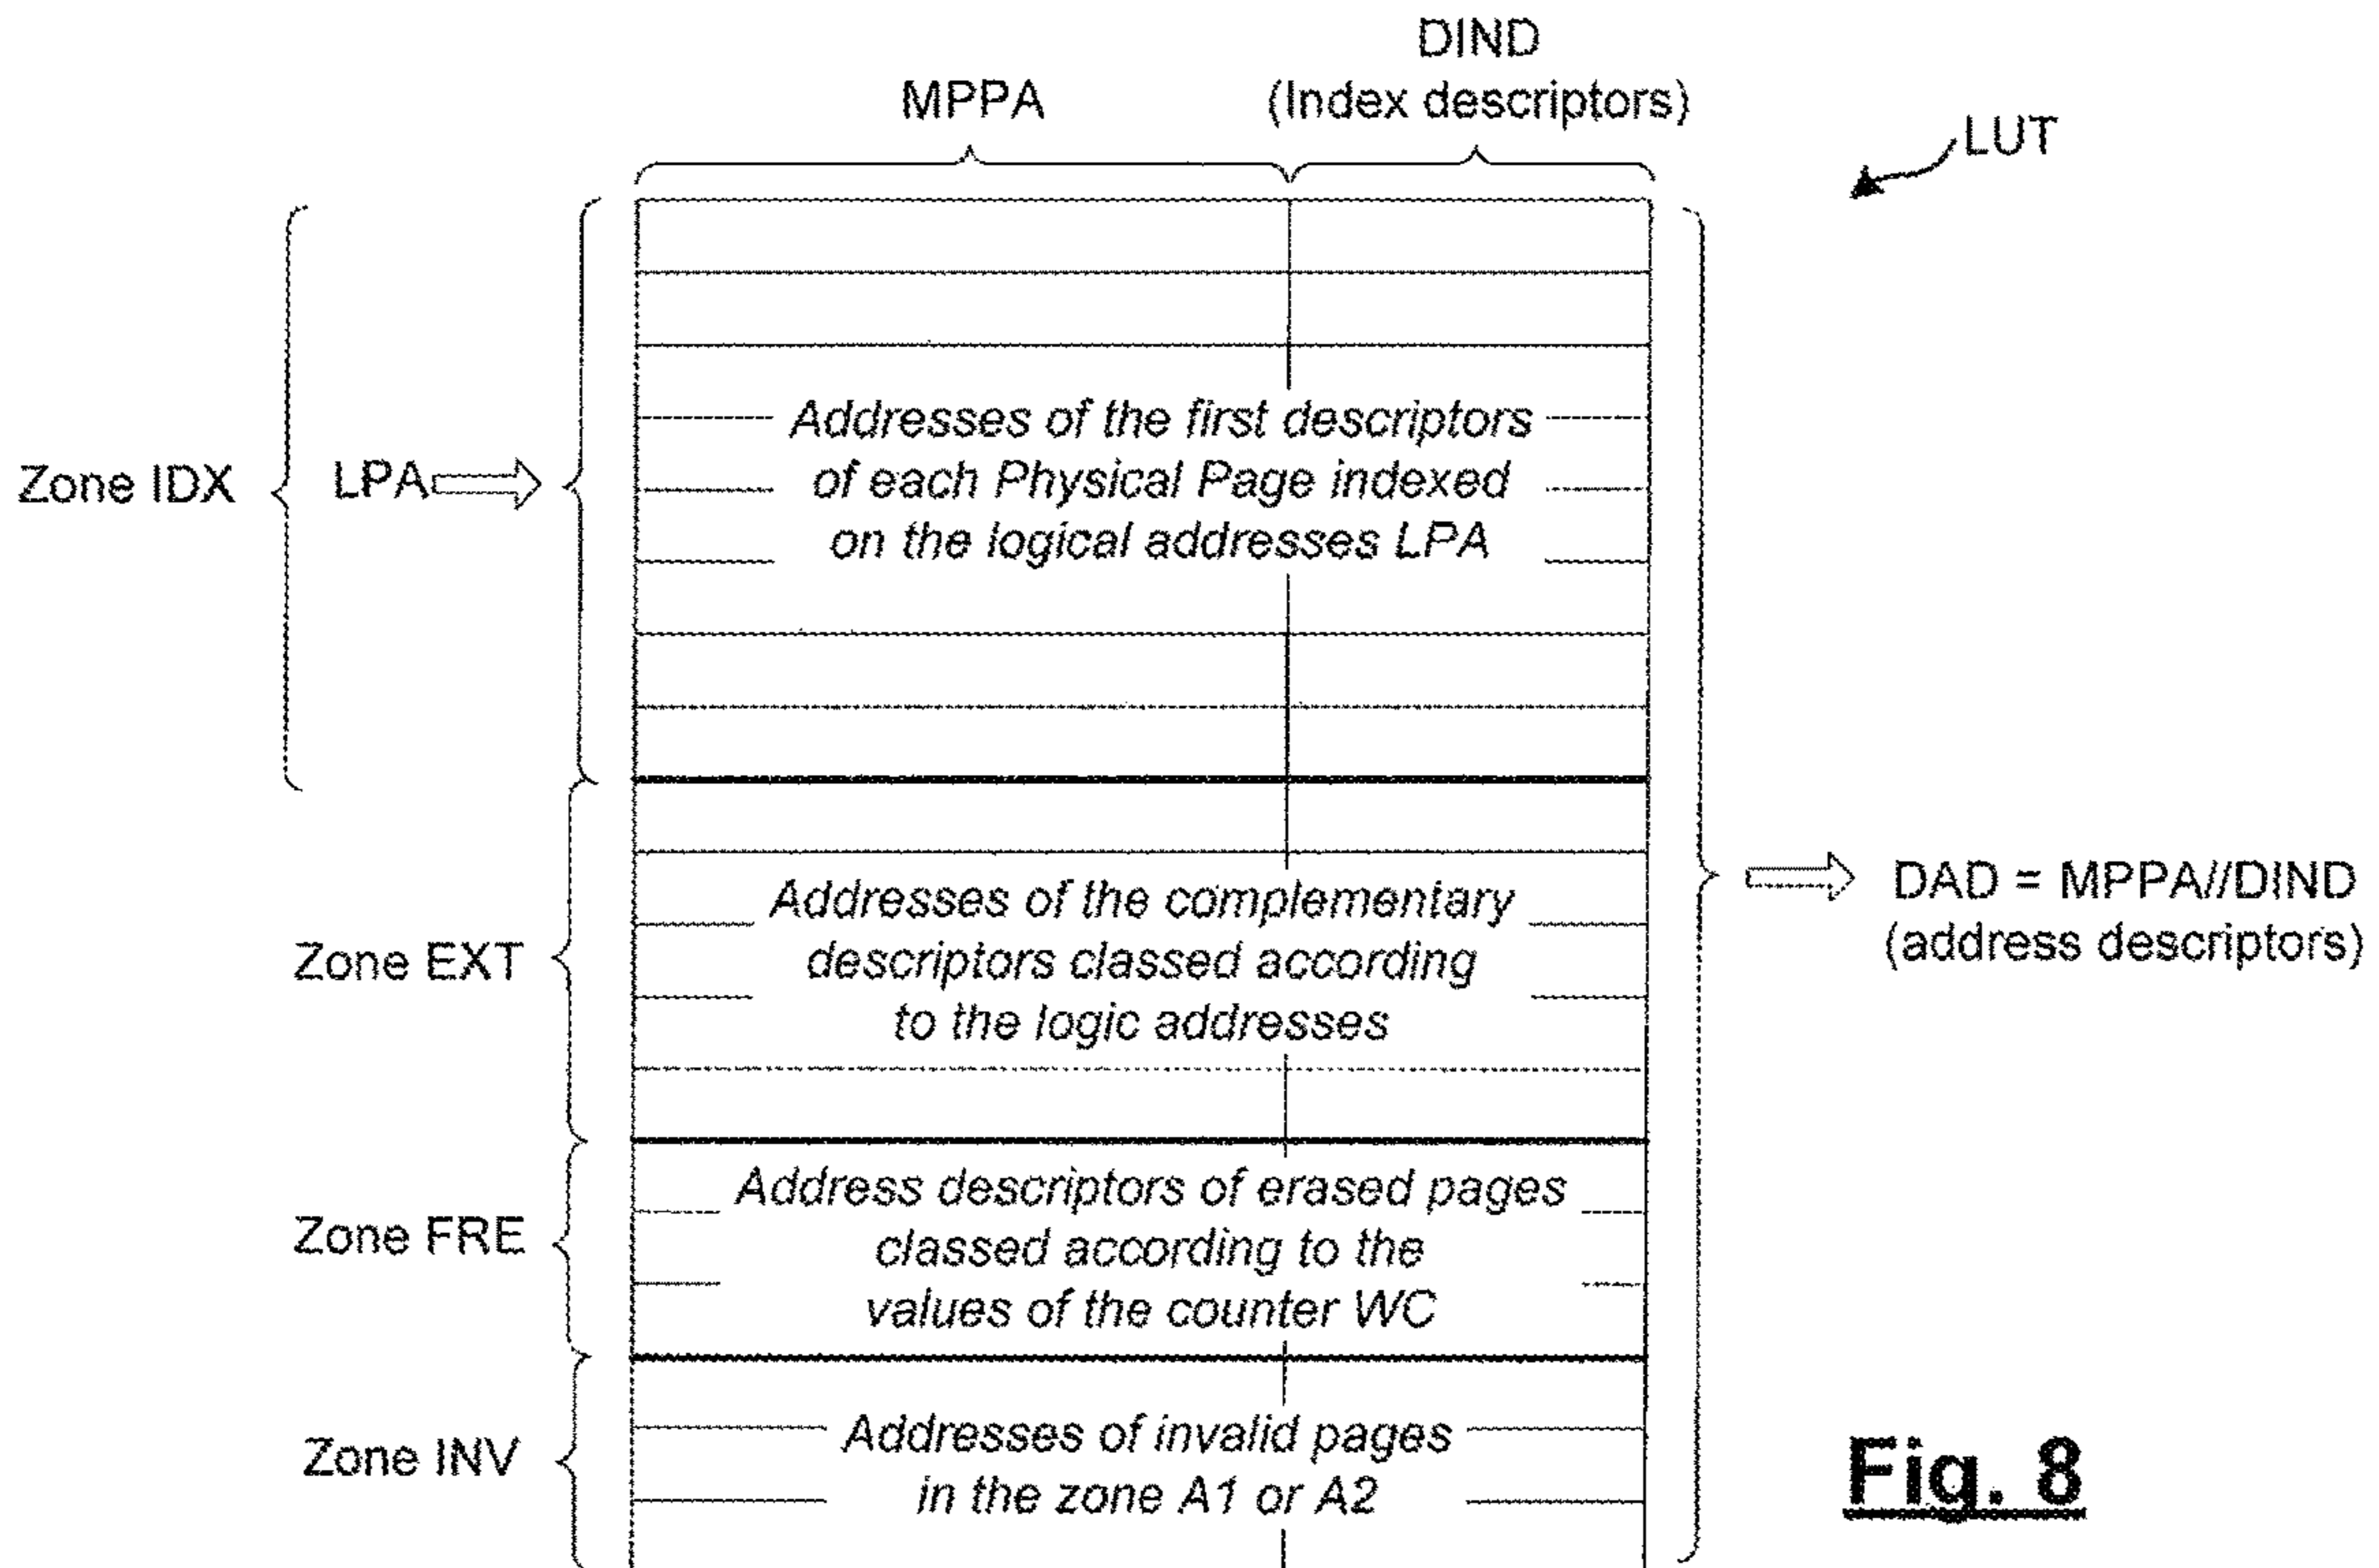 DIND
MPPA (Index descriptors)
LUT
Addresses of the first descriptors
Zone IDX LPA of each Physical Page indexed
on the logical addresses LPA
Addresses of the complementary
DAD = MPPA//DIND
Zone EXT descriptors classed according
(address descriptors)
to the logic addresses
Address descriptors of erased pages
Zone FRE classed according to the
values of the counter WC
Addresses of invalid pages
Zone INV in the zone A1 or A2
Fig. 8